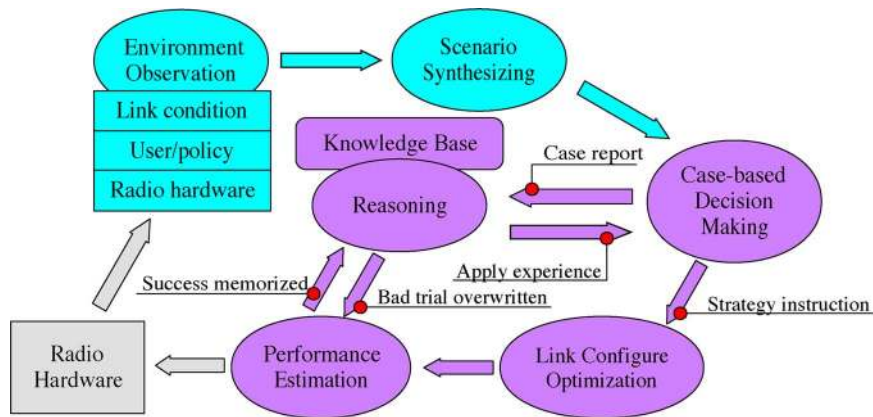 Environment
Observation
Link condition
User/policy
Radio hardware
Scenario
Synthesizing
Knowledge Base
Reasoning
Case report
Case-based
Decision
Making
Apply experience
Success memorized
Bad trial overwritten
Strategy instruction
Radio
Hardware
Performance
Estimation
Link Configure
Optimization